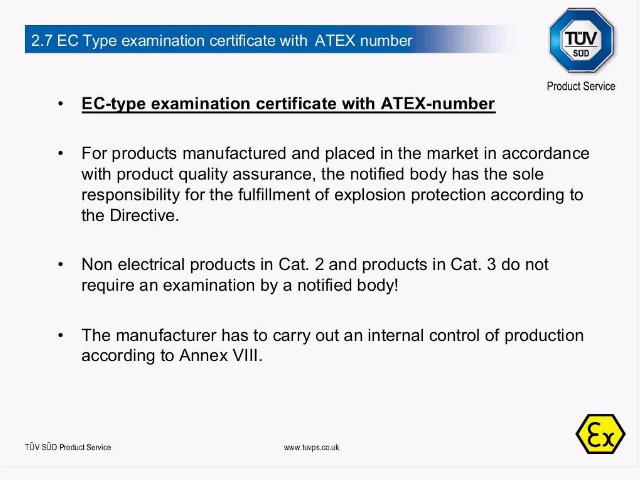 2.7 EC Type examination certificate with ATEX number
TÜV
SÜD
Product Service
• EC-type examination certificate with ATEX-number
• For products manufactured and placed in the market in accordance
with product quality assurance, the notified body has the sole
responsibility for the fulfillment of explosion protection according to
the Directive.
• Non electrical products in Cat. 2 and products in Cat. 3 do not
require an examination by a notified body!
• The manufacturer has to carry out an internal control of production
according to Annex VIII.
TÜV SÜD Product Service
www.tuvps.co.uk
Ex